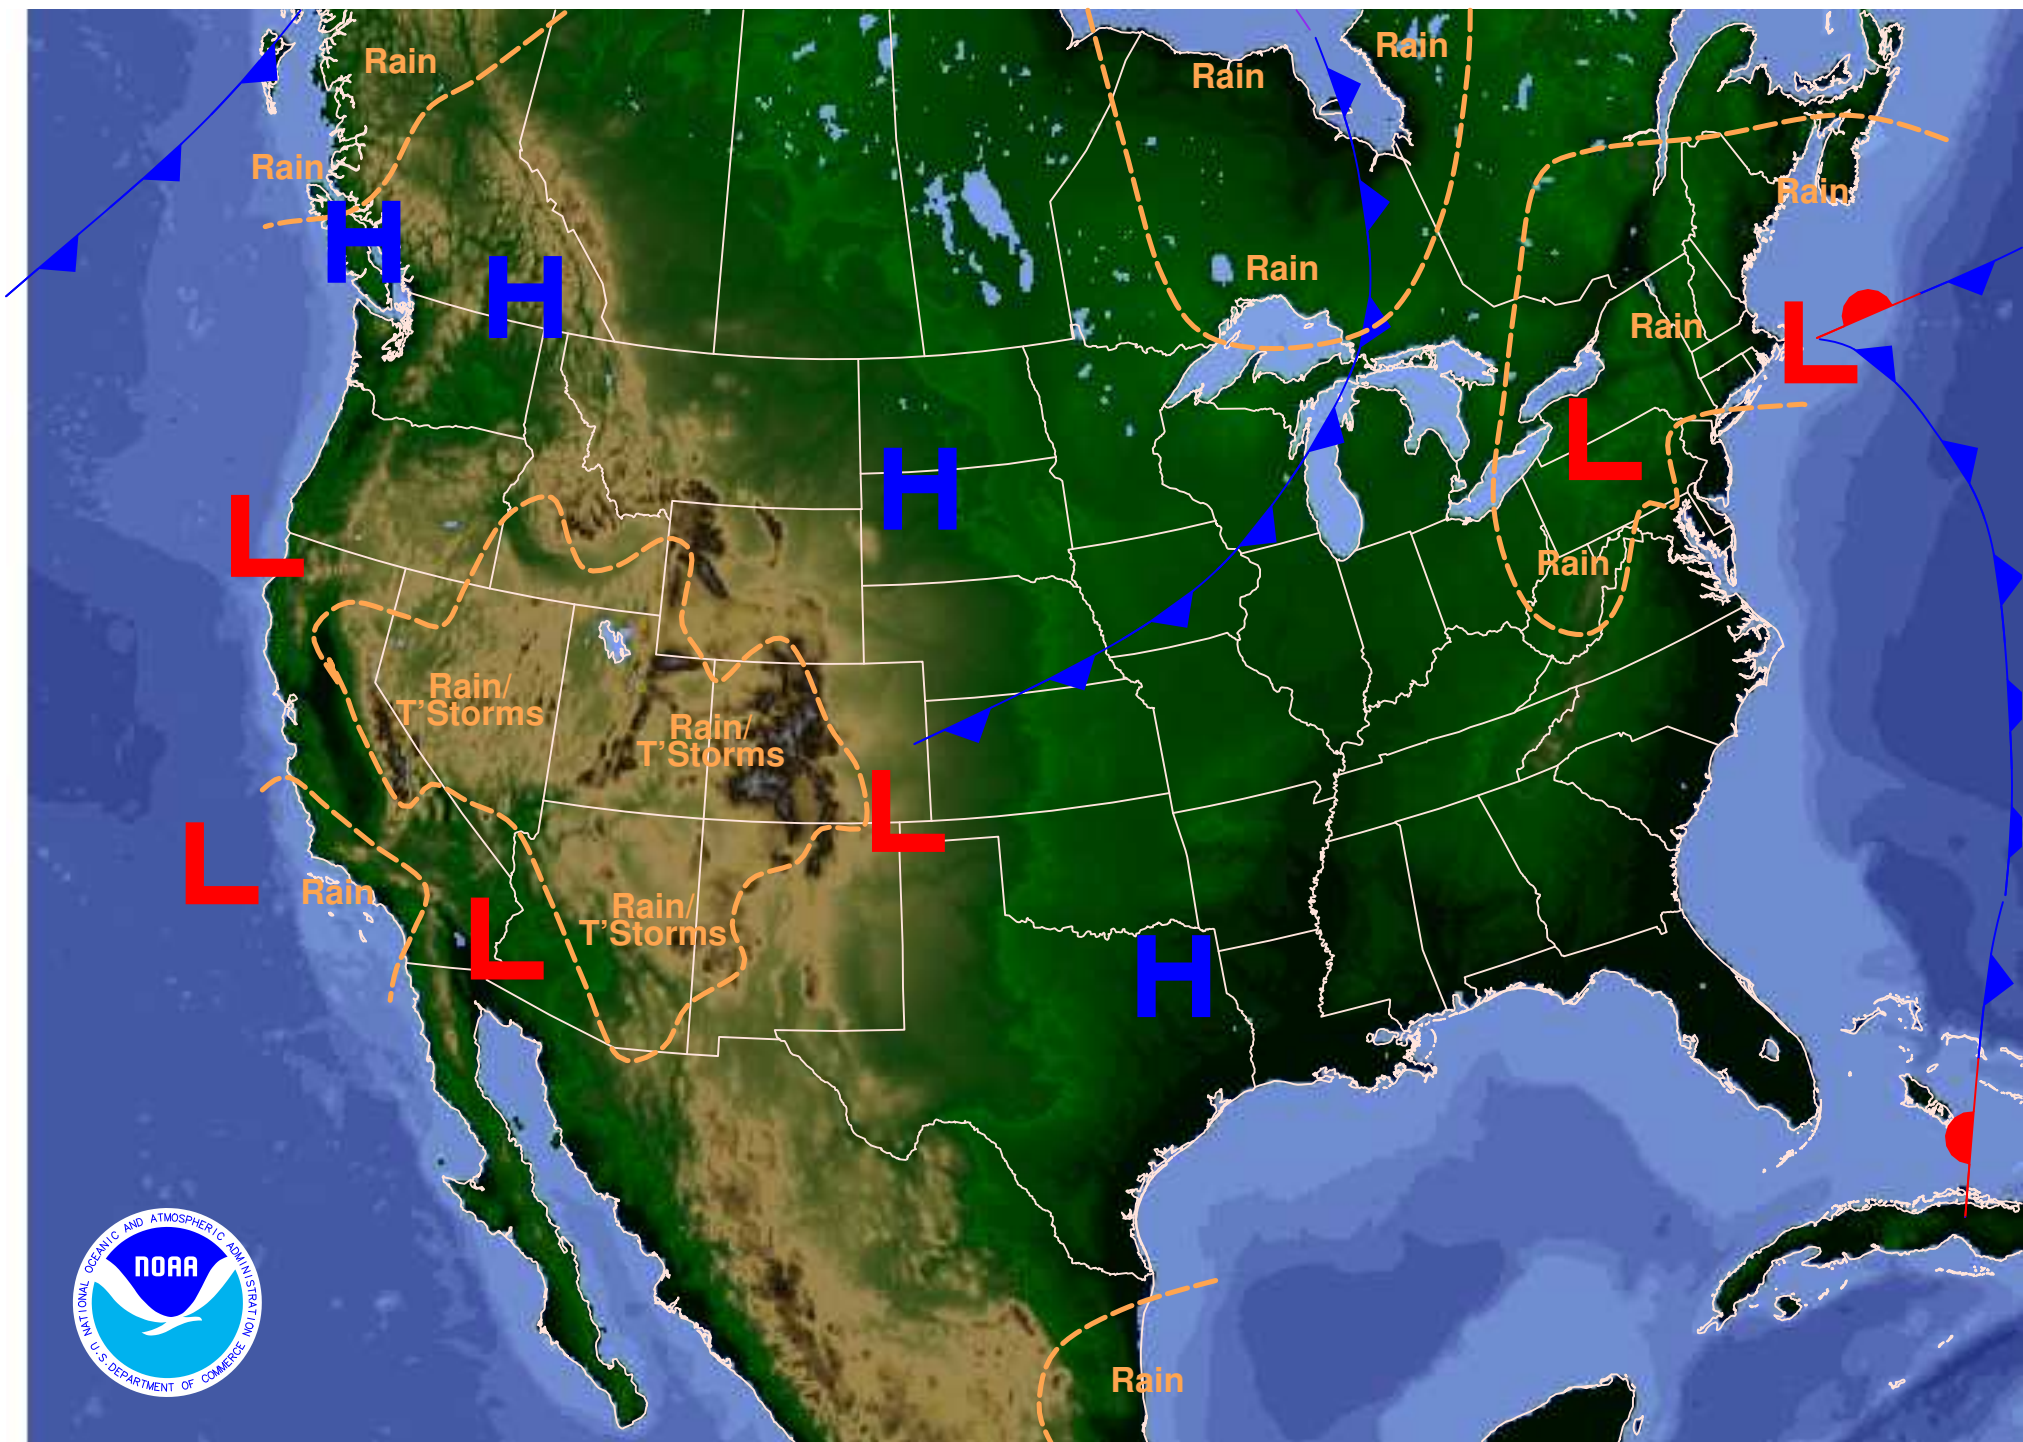 Rain
Rain
Rain
Rain
Rain
H
H
Rain
Rain
L
L
H
L
Rain
Rain/
T'Storms
Rain/
T'Storms
L
L
Rain
Rain/
T'Storms
L
H
Rain
NATIONAL OCEANIC AND ATMOSPHERIC ADMINISTRATION
NOAA
U.S. DEPARTMENT OF COMMERCE